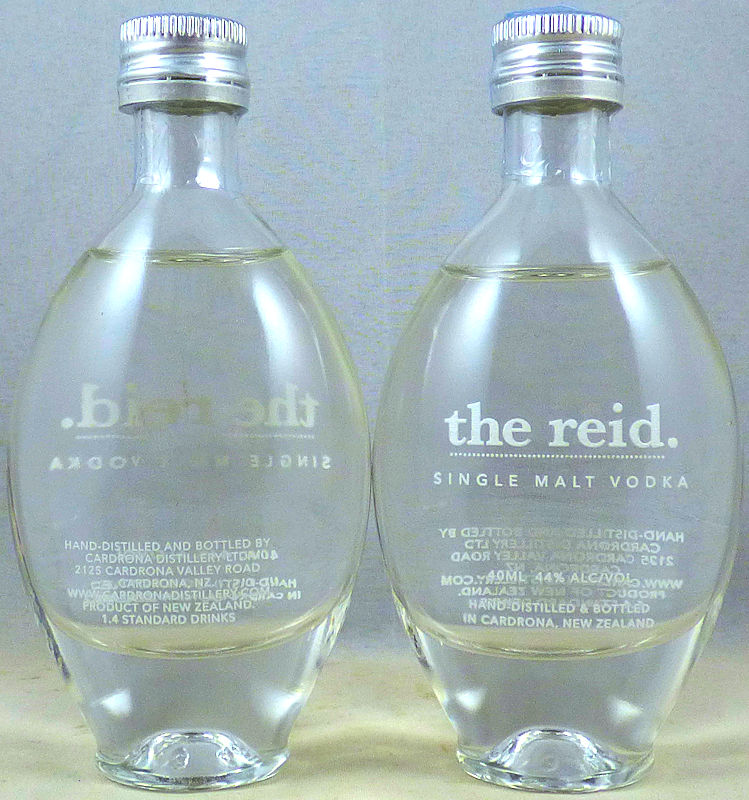 HAND-DISTILLED AND BOTTLED BY
CARDRONA DISTILLERY LTD
2125 CARDRONA VALLEY ROAD
CARDRONA, NZ
WWW.CARDRONADISTILLERY.COM
PRODUCT OF NEW ZEALAND.
1.4 STANDARD DRINKS
the reid.
SINGLE MALT VODKA
40ML 44% ALC/VOL
HAND-DISTILLED & BOTTLED
IN CARDRONA, NEW ZEALAND